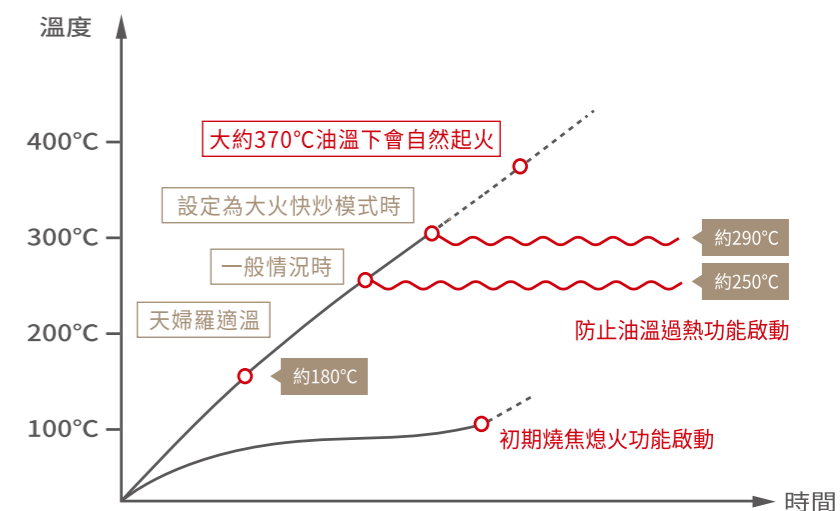 溫度
400℃
大約370℃油溫下會自然起火
設定為大火快炒模式時
300℃
約290℃
一般情況時
約250℃
天婦羅適溫
200℃
防止油溫過熱功能啟動
約180℃
100℃
初期燒焦熄火功能啟動
時間